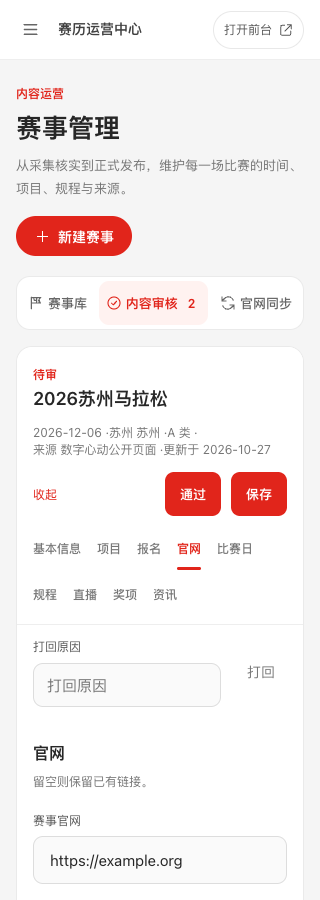 赛历运营中心
打开前台
内容运营
赛事管理
从采集核实到正式发布，维护每一场比赛的时间、
项目、规程与来源。
新建赛事
赛事库
内容审核 2
官网同步
待审
2026苏州马拉松
2026-12-06 ·苏州 苏州 ·A 类 ·
来源 数字心动公开页面 ·更新于 2026-10-27
收起
通过
保存
基本信息 项目 报名 官网 比赛日
规程 直播 奖项 资讯
打回原因
打回原因
打回
官网
留空则保留已有链接。
赛事官网
https://example.org